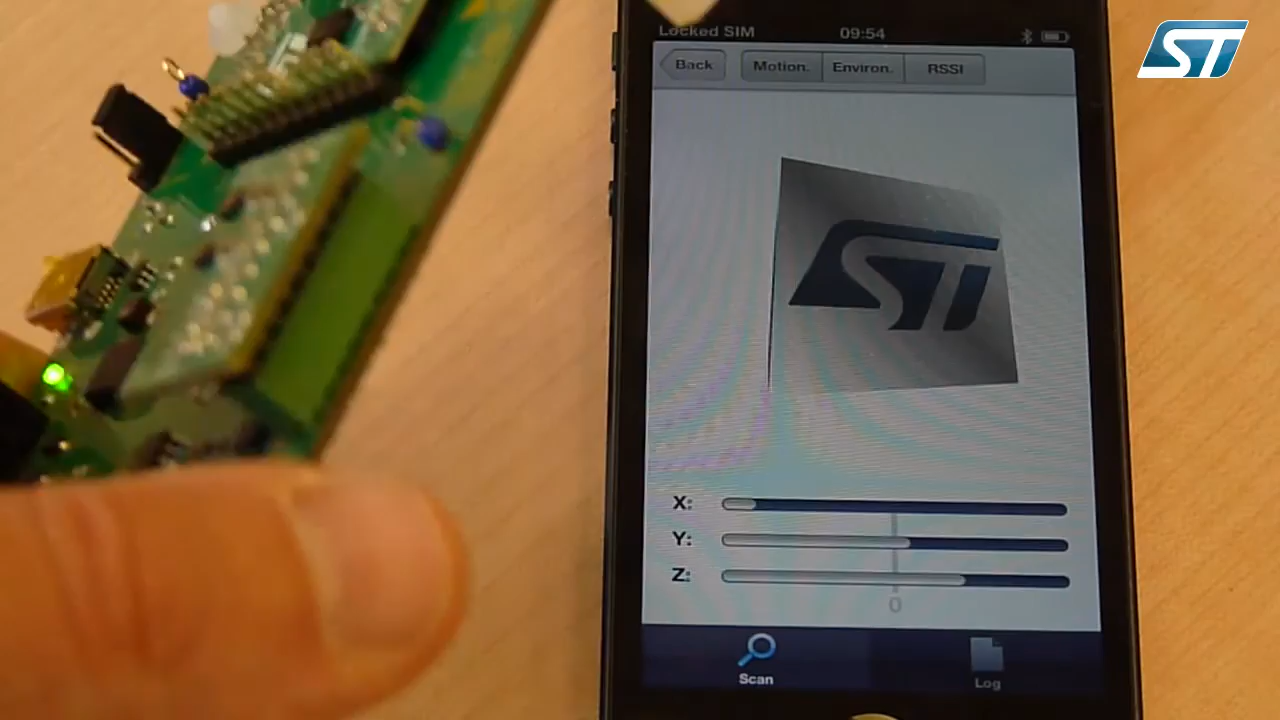 Locked SIM 09:54
Back Motion. Environ. RSSI
ST
ST
X:
Y:
Z:
0
Scan Log